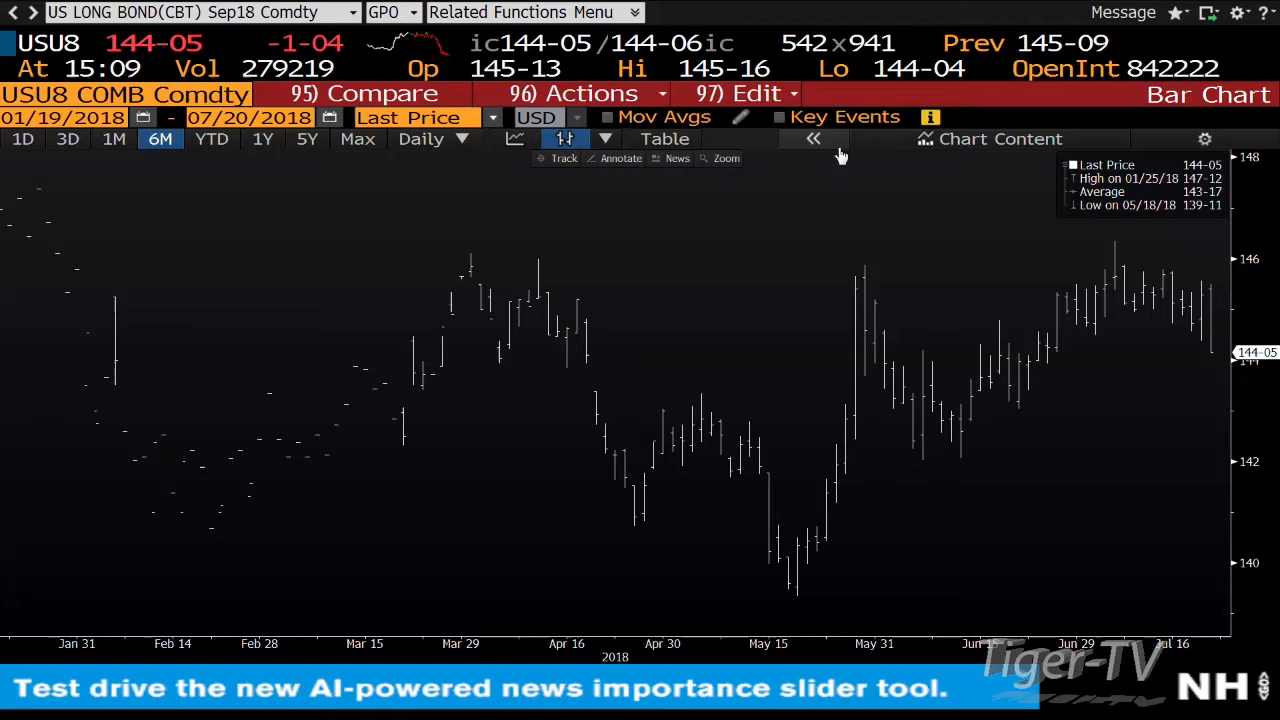 US LONG BOND(CBT) Sep18 Comdty GPO Related Functions Menu Message
USU8 144-05 -1-04 ic144-05/144-06ic 542x941 Prev 145-09
At 15:09 Vol 279219 Op 145-13 Hi 145-16 Lo 144-04 OpenInt 842222
USU8 COMB Comdty 95) Compare 96) Actions 97) Edit Bar Chart
01/19/2018 - 07/20/2018 Last Price USD Mov Avgs Key Events
1D 3D 1M 6M YTD 1Y 5Y Max Daily Table Chart Content
Track Annotate News Zoom
Last Price 144-05
High on 01/25/18 147-12
Average 143-17
Low on 05/18/18 139-11
148
146
144-05
144
142
140
Jan 31 Feb 14 Feb 28 Mar 15 Mar 29 Apr 16 Apr 30 May 15 May 31 Jun 15 Jun 29 Jul 16
2018
Tiger-TV
Test drive the new AI-powered news importance slider tool. NH <GO>